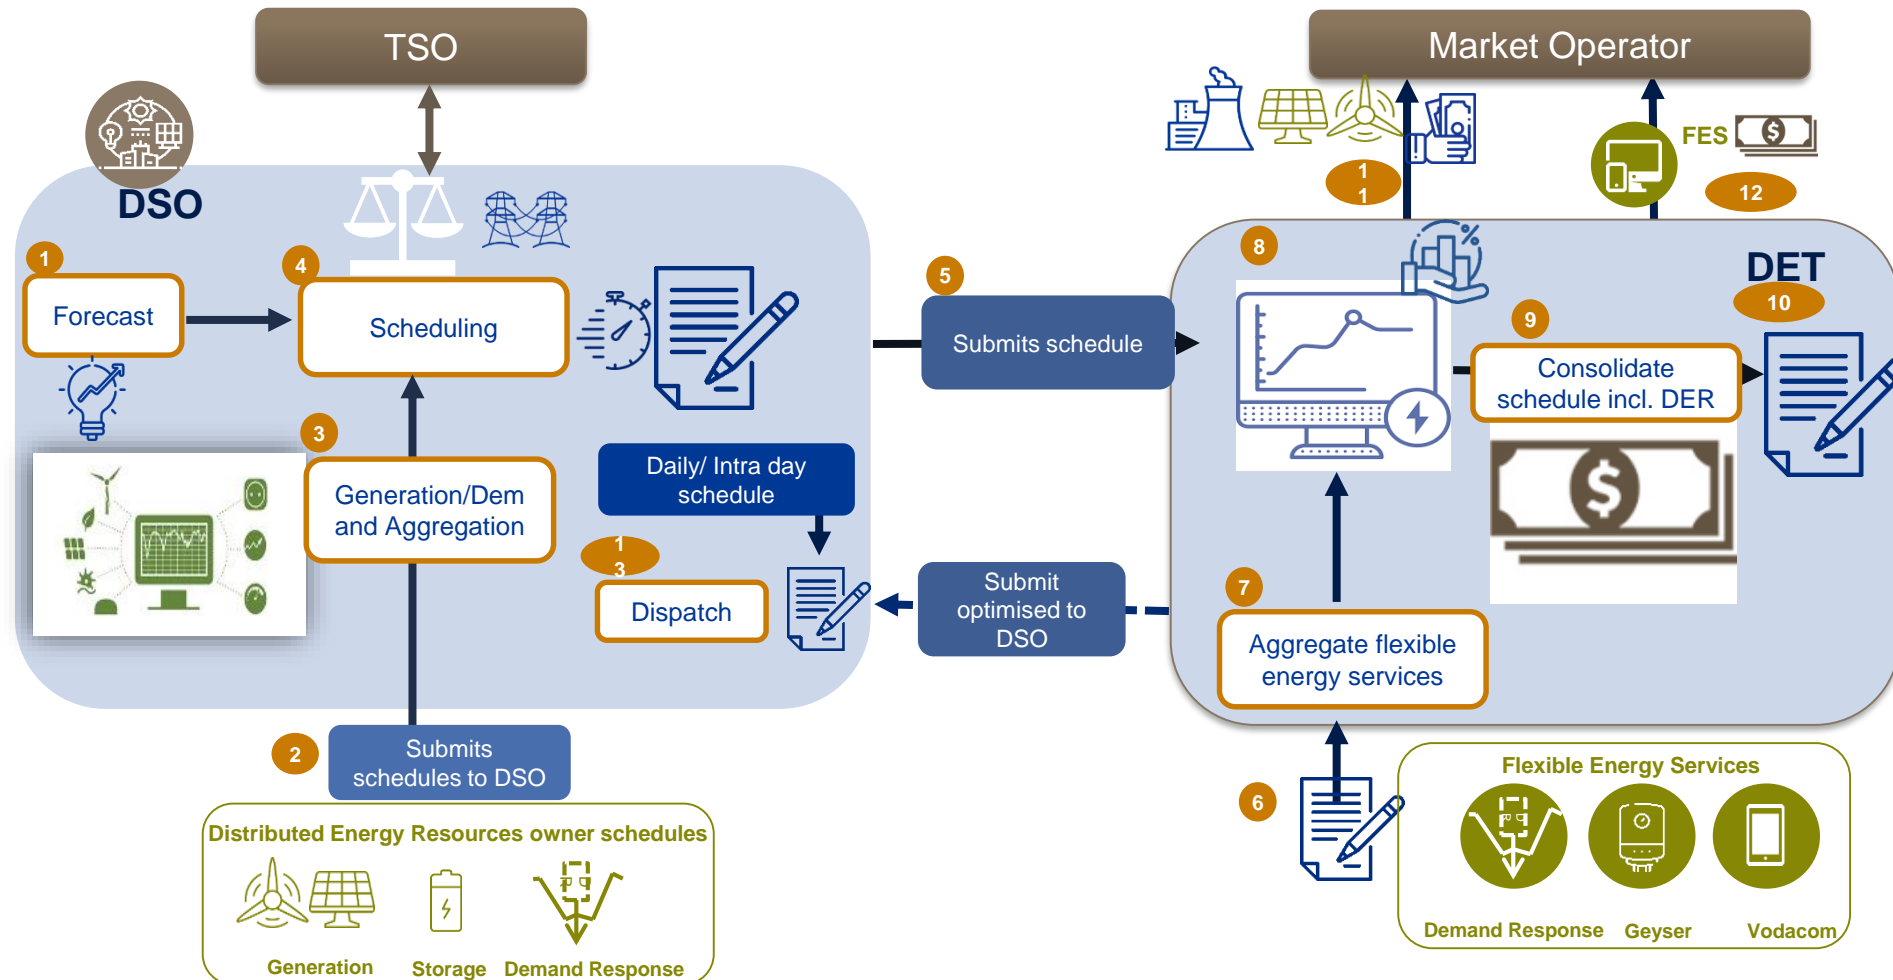 TSO
Market Operator
FES
1
1
12
DSO
1
4
8
DET
10
Forecast
Scheduling
5
Submits schedule
9
Consolidate
schedule incl. DER
3
Generation/Dem
and Aggregation
Daily/ Intra day
schedule
1
3
Dispatch
Submit
optimised to
DSO
7
Aggregate flexible
energy services
2
Submits
schedules to DSO
6
Distributed Energy Resources owner schedules
Generation
Storage
Demand Response
Flexible Energy Services
Demand Response
Geyser
Vodacom